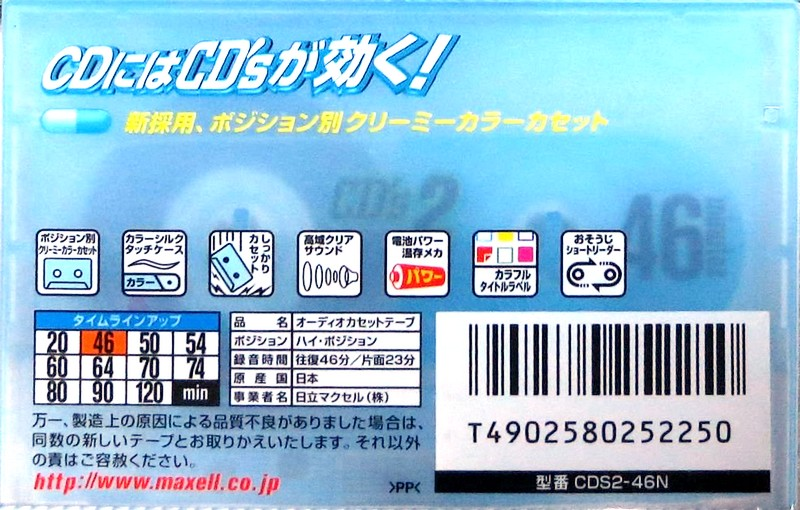 CDにはCD'sが効く!
新採用、ポジション別クリーミーカラーカセット
CD's2
46
ポジション別
クリーミーカラーカセット
カラーシルク
タッチケース
カラー
しっかり
カセット
高域クリア
サウンド
電池パワー
温存メカ
パワー
カラフル
タイトルラベル
おそうじ
ショートリーダー
タイムラインアップ
20 46 50 54
60 64 70 74
80 90 120 min
品名 オーディオカセットテープ
ポジション ハイ・ポジション
録音時間 往復46分/片面23分
原産国 日本
事業者名 日立マクセル(株)
万一、製造上の原因による品質不良がありました場合は、
同数の新しいテープとお取りかえいたします。それ以外
の責はご容赦ください。
http://www.maxell.co.jp
>PP<
T4902580252250
型番 CDS2-46N